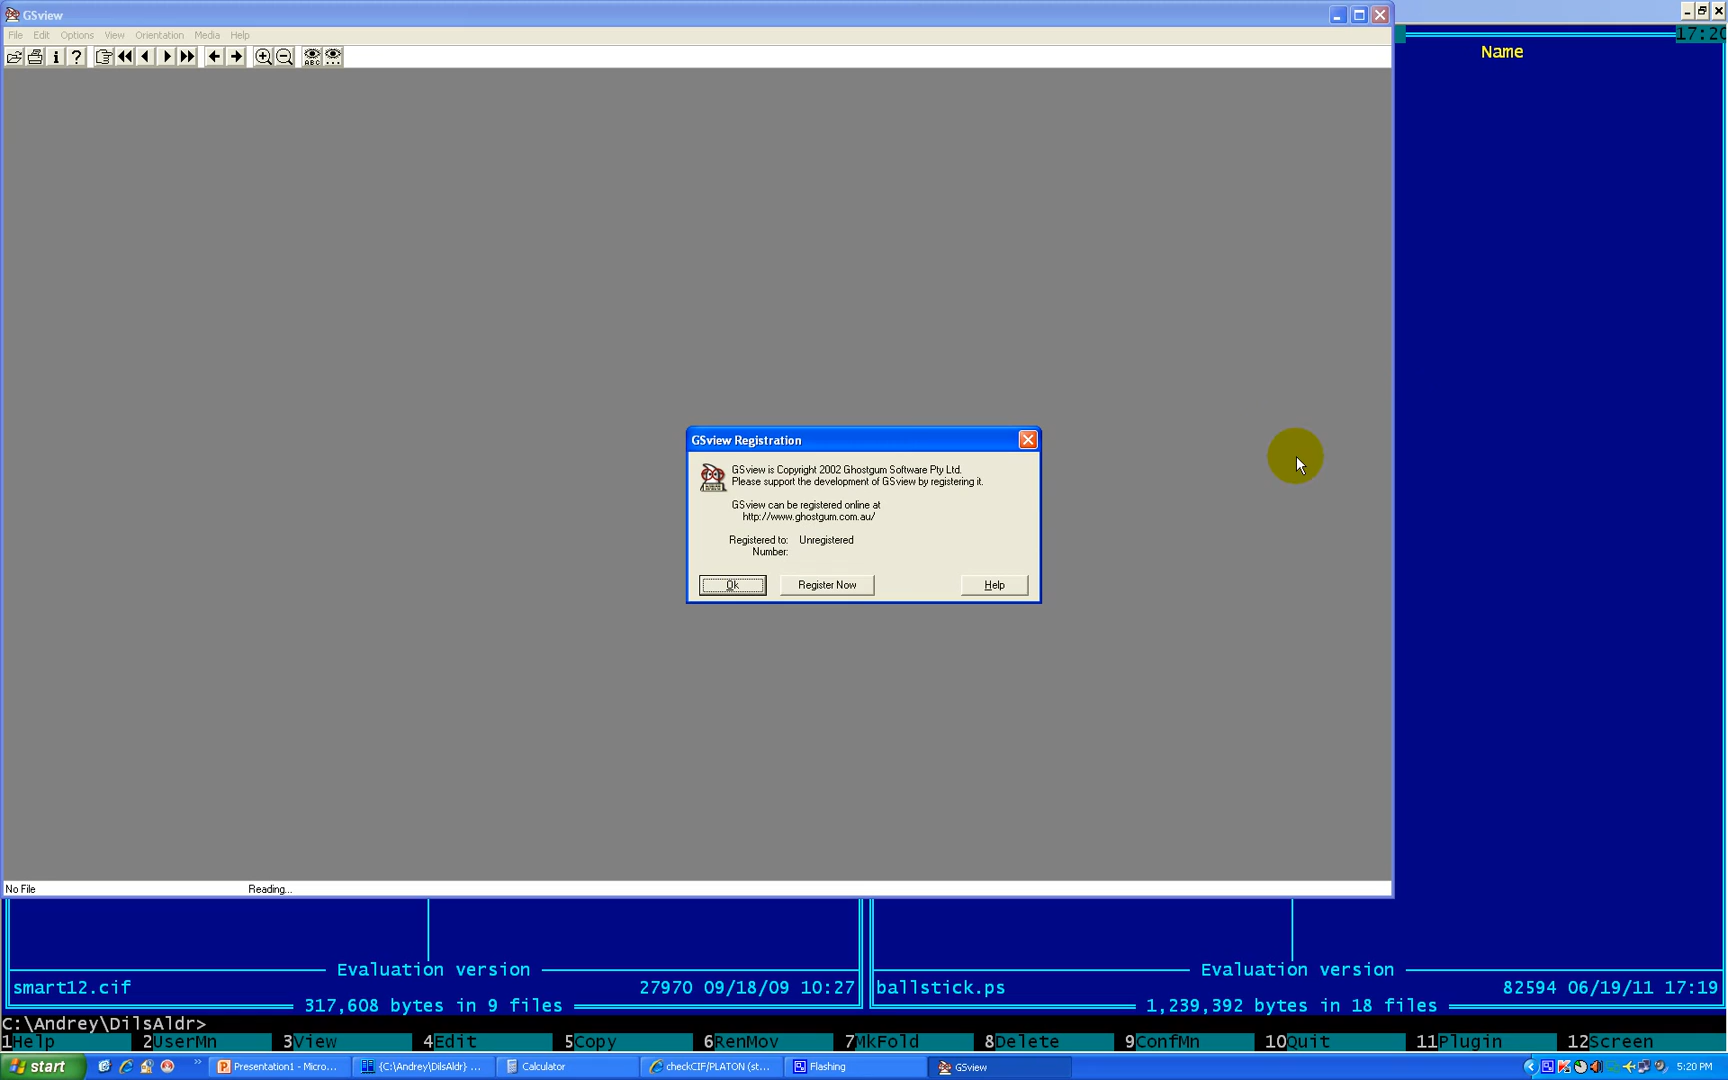 GSview
File Edit Options View Orientation Media Help
17:20
Name
GSview Registration
GSview is Copyright 2002 Ghostgum Software Pty Ltd.
Please support the development of GSview by registering it.
GSview can be registered online at
http://www.ghostgum.com.au/
Registered to: Unregistered
Number:
Ok Register Now Help
No File Reading...
Evaluation version Evaluation version
smart12.cif 27970 09/18/09 10:27 ballstick.ps 82594 06/19/11 17:19
317,608 bytes in 9 files 1,239,392 bytes in 18 files
C:\Andrey\DilsAldr>
1Help 2UserMn 3View 4Edit 5Copy 6RenMov 7MkFold 8Delete 9ConfMn 10Quit 11Plugin 12Screen
start Presentation1 - Micro... {C:\Andrey\DilsAldr} ... Calculator checkCIF/PLATON (st... Flashing GSview 5:20 PM